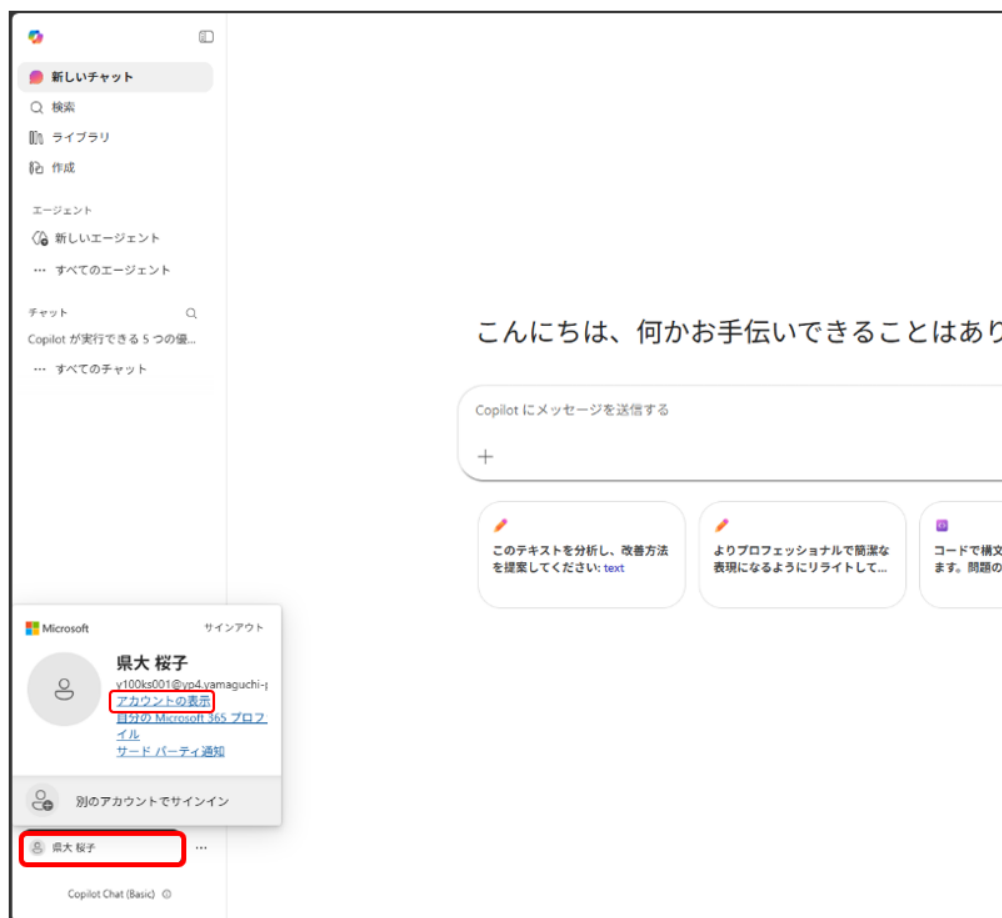 新しいチャット
検索
ライブラリ
作成
エージェント
新しいエージェント
すべてのエージェント
チャット
Copilot が実行できる 5 つの優...
すべてのチャット
こんにちは、何かお手伝いできることはあり
Copilot にメッセージを送信する
このテキストを分析し、改善方法
を提案してください: text
よりプロフェッショナルで簡潔な
表現になるようにリライトして...
コードで構文
ます。問題の
Microsoft
サインアウト
県大 桜子
y100ks001@yp4.yamaguchi-p
アカウントの表示
自分の Microsoft 365 プロフ
イル
サード パーティ通知
別のアカウントでサインイン
県大 桜子
Copilot Chat (Basic)